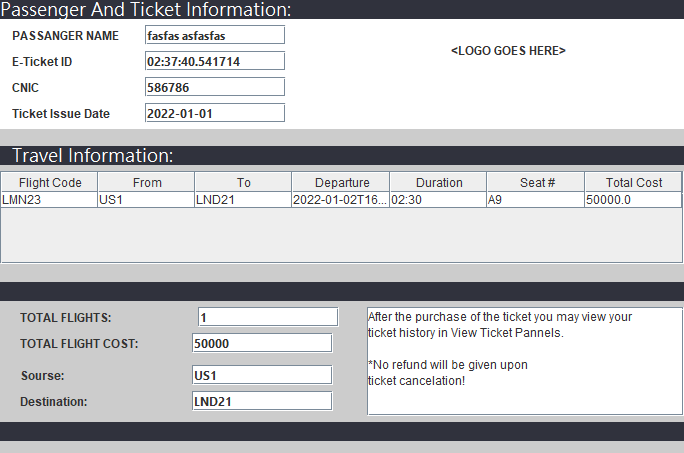 Passenger And Ticket Information:
PASSANGER NAME fasfas asfasfas
<LOGO GOES HERE>
E-Ticket ID 02:37:40.541714
CNIC 586786
Ticket Issue Date 2022-01-01
Travel Information:
Flight Code From To Departure Duration Seat # Total Cost
LMN23 US1 LND21 2022-01-02T16... 02:30 A9 50000.0
TOTAL FLIGHTS: 1
TOTAL FLIGHT COST: 50000
Sourse: US1
Destination: LND21
After the purchase of the ticket you may view your
ticket history in View Ticket Pannels.
*No refund will be given upon
ticket cancelation!